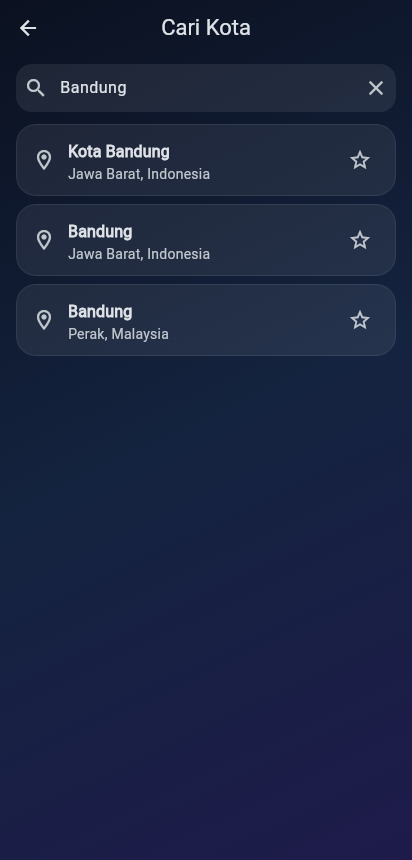 Cari Kota
Bandung
Kota Bandung
Jawa Barat, Indonesia
Bandung
Jawa Barat, Indonesia
Bandung
Perak, Malaysia